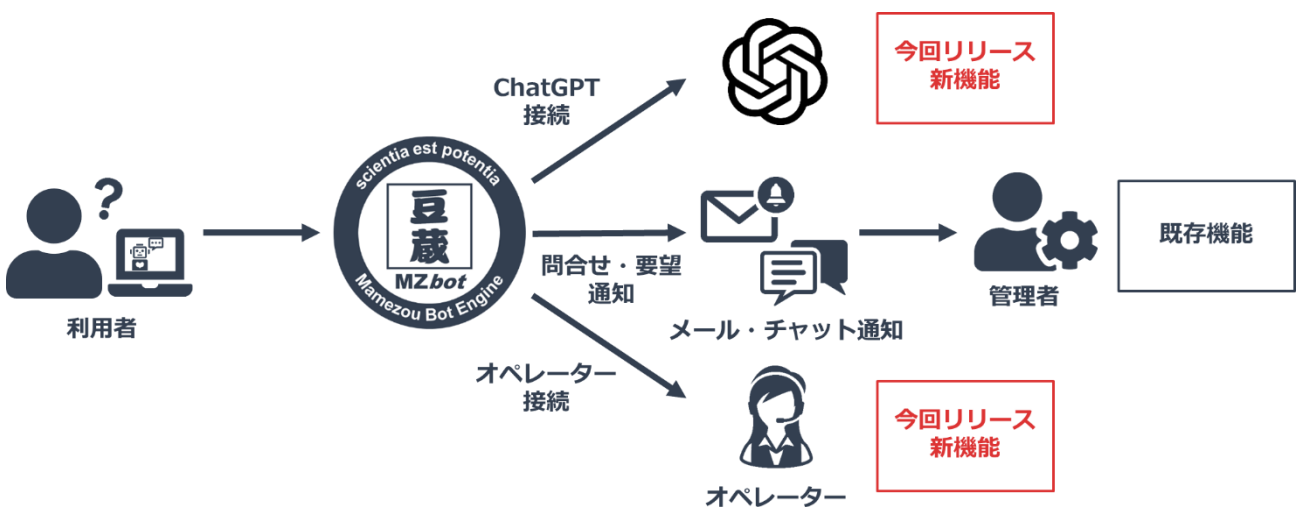 ChatGPT
接続
今回リリース
新機能
?
scientia est potentia
豆
蔵
MZbot
Mamezou Bot Engine
利用者
問合せ・要望
通知
メール・チャット通知
管理者
既存機能
オペレーター
接続
オペレーター
今回リリース
新機能